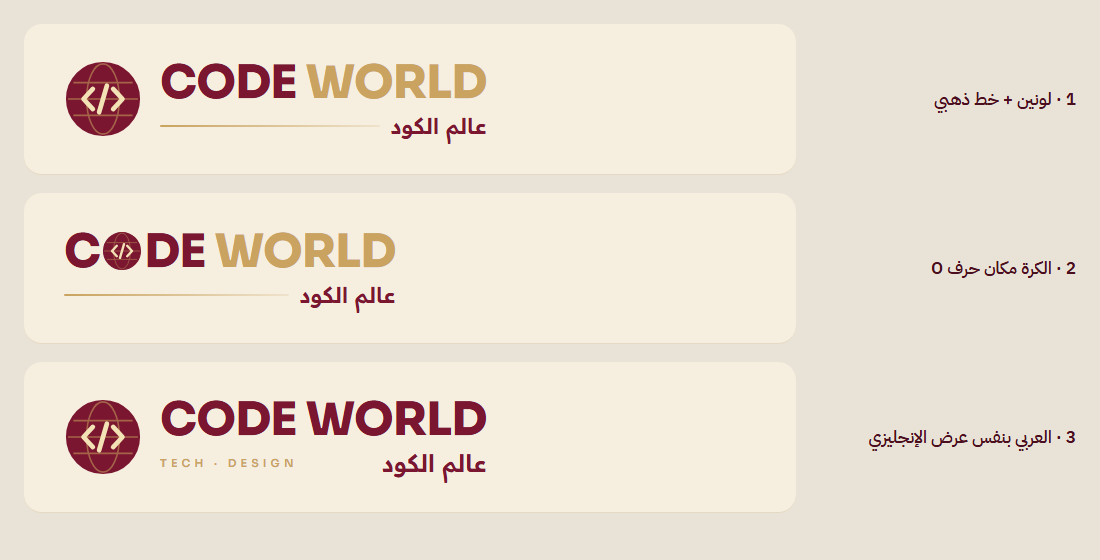 CODE WORLD
عالم الكود
1 · لونين + خط ذهبي
CODE WORLD
عالم الكود
2 · الكرة مكان حرف O
CODE WORLD
TECH · DESIGN
عالم الكود
3 · العربي بنفس عرض الإنجليزي